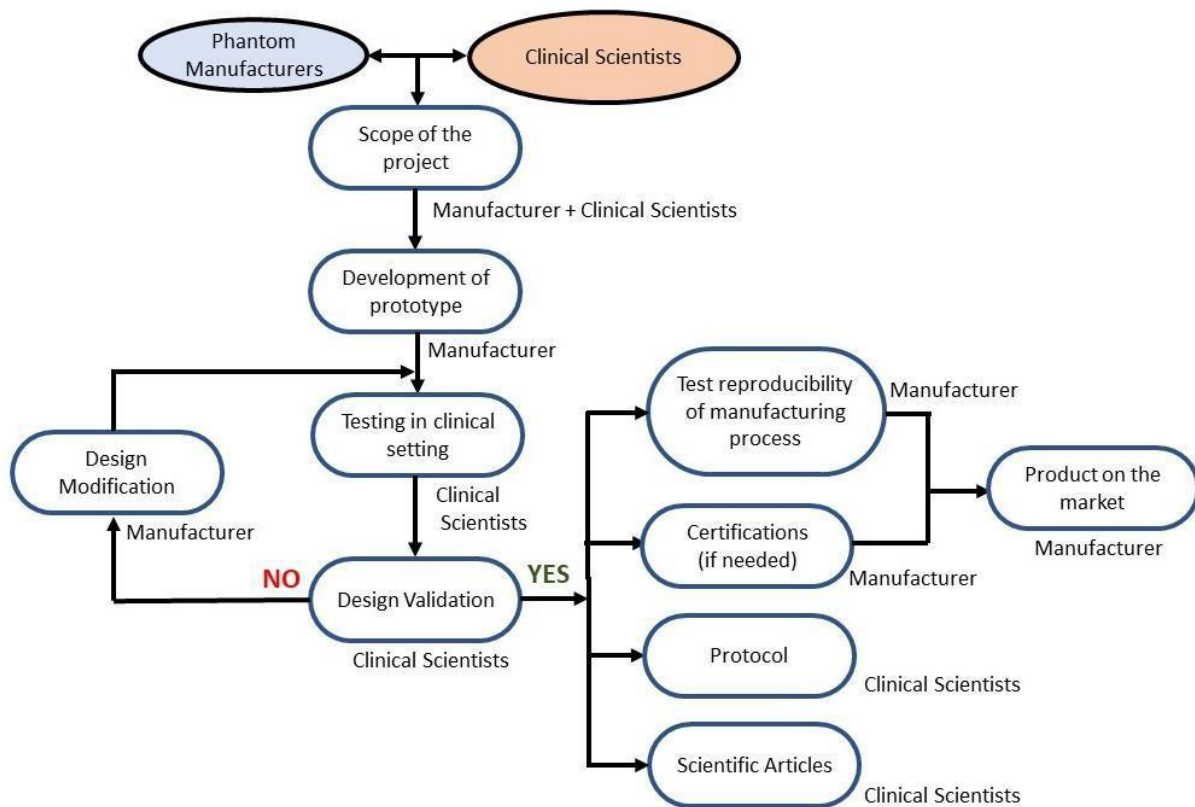 Phantom
Manufacturers
Clinical Scientists
Scope of the
project
Manufacturer + Clinical Scientists
Development of
prototype
Manufacturer
Testing in clinical
setting
Clinical
Scientists
Design
Modification
Manufacturer
NO
YES
Design Validation
Clinical Scientists
Test reproducibility
of manufacturing
process
Manufacturer
Certifications
(if needed)
Manufacturer
Product on the
market
Manufacturer
Protocol
Clinical Scientists
Scientific Articles
Clinical Scientists